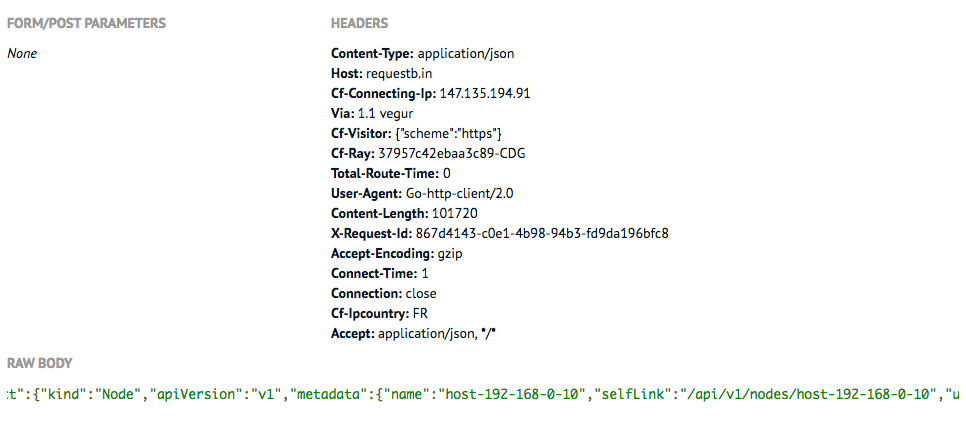 FORM/POST PARAMETERS
None
HEADERS
Content-Type: application/json
Host: requestb.in
Cf-Connecting-Ip: 147.135.194.91
Via: 1.1 vegur
Cf-Visitor: {"scheme":"https"}
Cf-Ray: 37957c42ebaa3c89-CDG
Total-Route-Time: 0
User-Agent: Go-http-client/2.0
Content-Length: 101720
X-Request-Id: 867d4143-c0e1-4b98-94b3-fd9da196bfc8
Accept-Encoding: gzip
Connect-Time: 1
Connection: close
Cf-Ipcountry: FR
Accept: application/json, */*
RAW BODY
ct":{"kind":"Node","apiVersion":"v1","metadata":{"name":"host-192-168-0-10","selfLink":"/api/v1/nodes/host-192-168-0-10","u